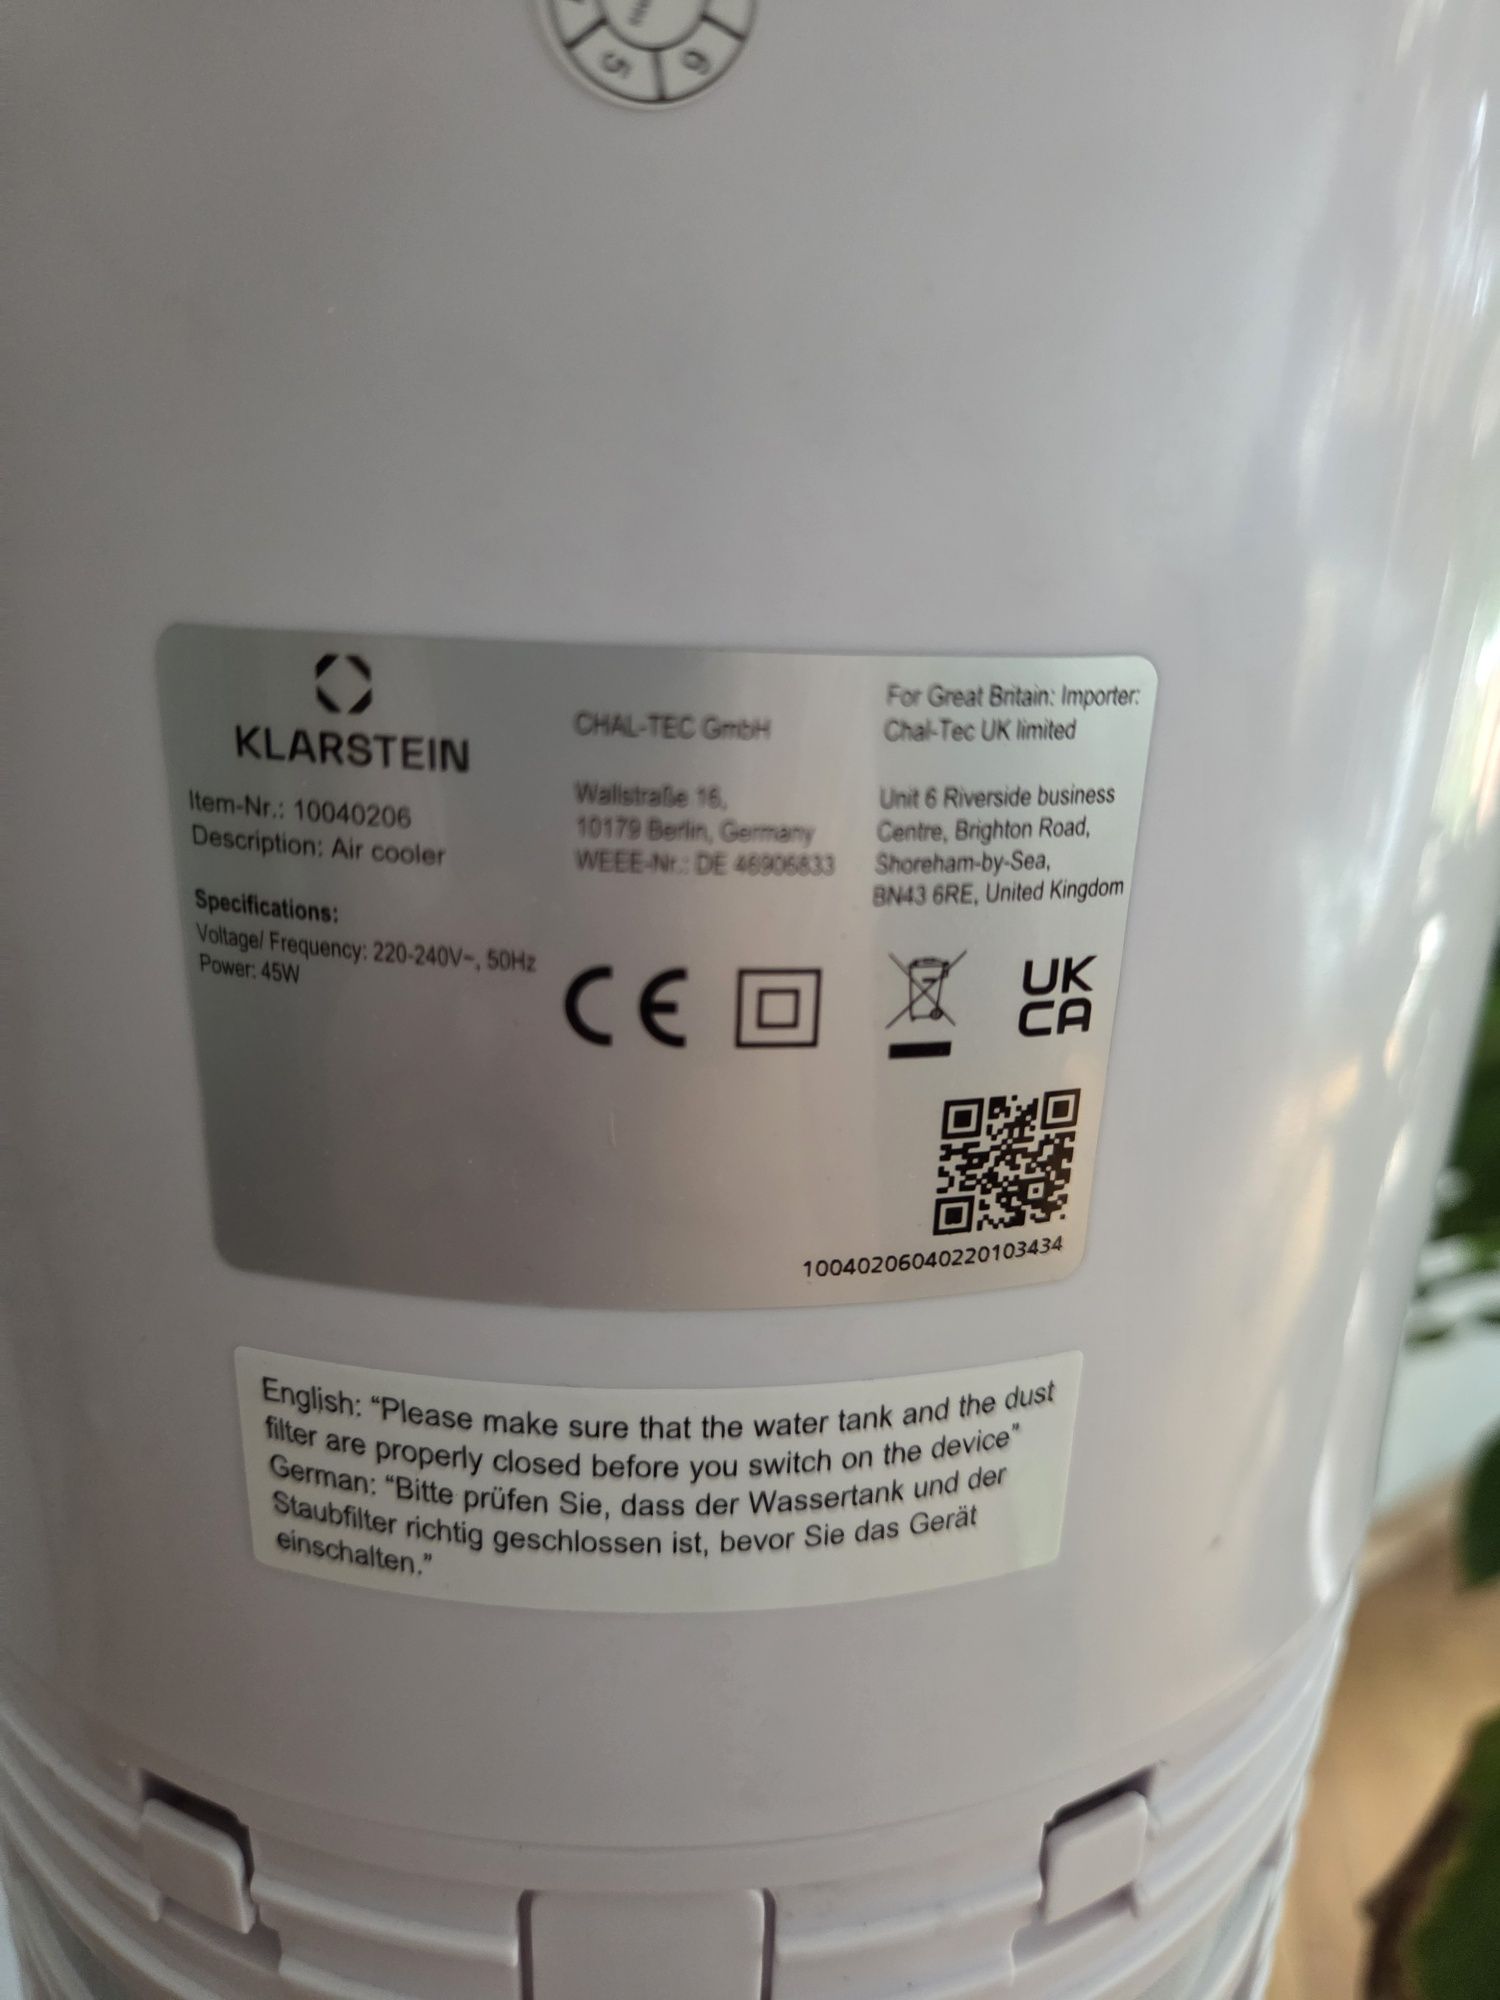 5
6
KLARSTEIN
Item-Nr.: 10040206
Description: Air cooler
Specifications:
Voltage/ Frequency: 220-240V~, 50Hz
Power: 45W
CHAL-TEC GmbH
Wallstraße 16,
10179 Berlin, Germany
WEEE-Nr.: DE 46906833
For Great Britain: Importer:
Chal-Tec UK limited
Unit 6 Riverside business
Centre, Brighton Road,
Shoreham-by-Sea,
BN43 6RE, United Kingdom
CE
UK
CA
10040206040220103434
English: “Please make sure that the water tank and the dust
filter are properly closed before you switch on the device”
German: “Bitte prüfen Sie, dass der Wassertank und der
Staubfilter richtig geschlossen ist, bevor Sie das Gerät
einschalten.”